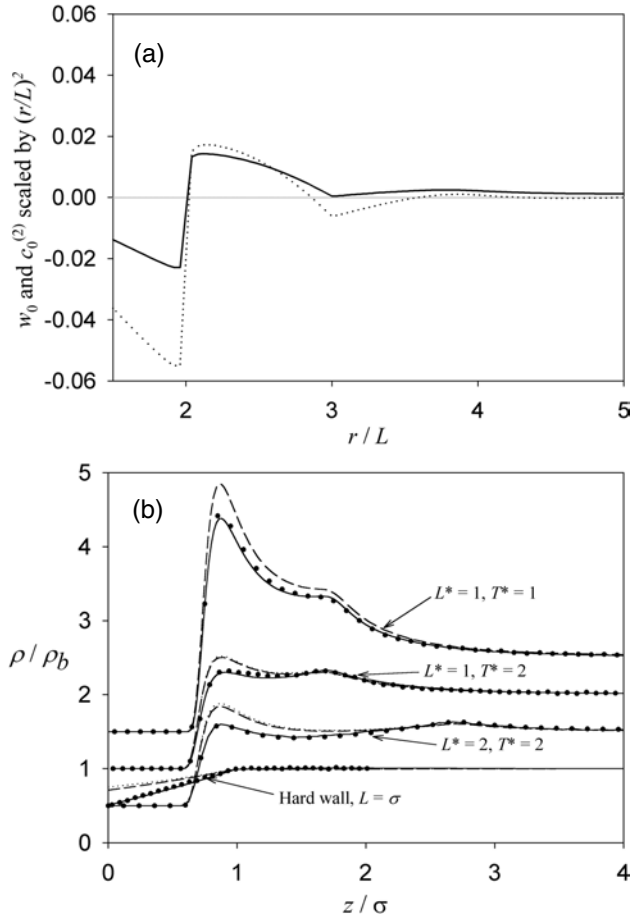 (a)
0.06
0.04
0.02
0.00
-0.02
-0.04
-0.06
w₀ and c₀⁽²⁾ scaled by (r/L)²
2 3 4 5
r / L
(b)
5
4
3
2
1
0
ρ / ρb
L* = 1, T* = 1
L* = 1, T* = 2
L* = 2, T* = 2
Hard wall, L = σ
0 1 2 3 4
z / σ